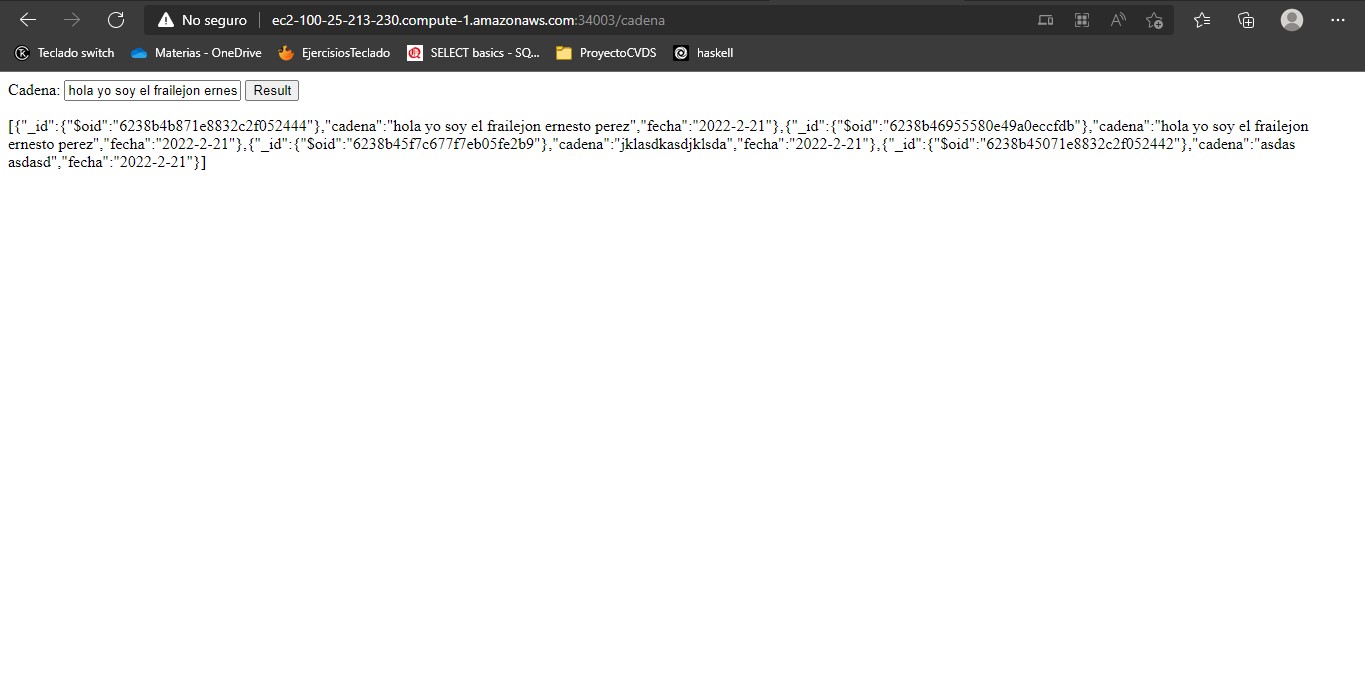 No seguro ec2-100-25-213-230.compute-1.amazonaws.com:34003/cadena
Teclado switch Materias - OneDrive EjercisiosTeclado SELECT basics - SQ... ProyectoCVDS haskell
Cadena: hola yo soy el frailejon ernes Result
[{"_id":{"$oid":"6238b4b871e8832c2f052444"},"cadena":"hola yo soy el frailejon ernesto perez","fecha":"2022-2-21"},{"_id":{"$oid":"6238b46955580e49a0eccfdb"},"cadena":"hola yo soy el frailejon
ernesto perez","fecha":"2022-2-21"},{"_id":{"$oid":"6238b45f7c677f7eb05fe2b9"},"cadena":"jklasdkasdjklsda","fecha":"2022-2-21"},{"_id":{"$oid":"6238b45071e8832c2f052442"},"cadena":"asdas
asdasd","fecha":"2022-2-21"}]